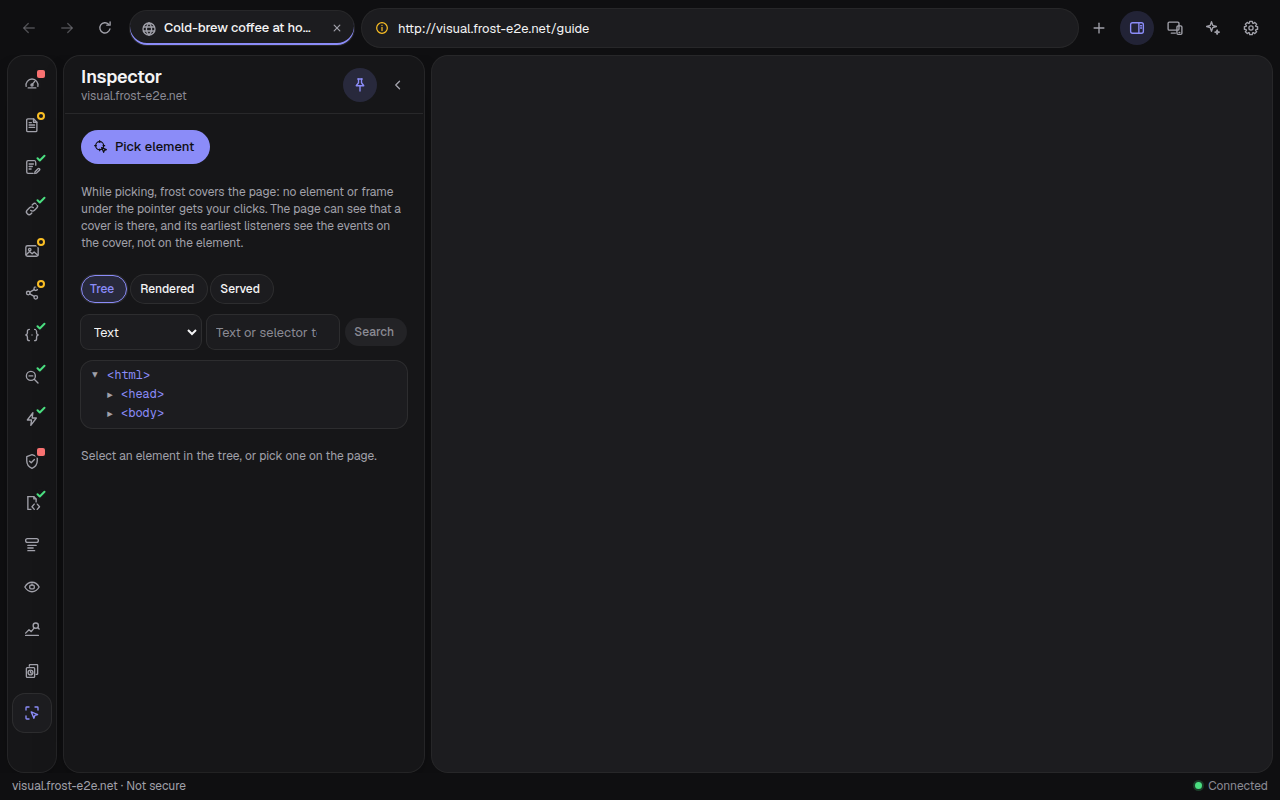 Cold-brew coffee at ho...
http://visual.frost-e2e.net/guide
Inspector
visual.frost-e2e.net
Pick element
While picking, frost covers the page: no element or frame
under the pointer gets your clicks. The page can see that a
cover is there, and its earliest listeners see the events on
the cover, not on the element.
Tree Rendered Served
Text Text or selector t Search
▼ <html>
▶ <head>
▶ <body>
Select an element in the tree, or pick one on the page.
visual.frost-e2e.net · Not secure
Connected